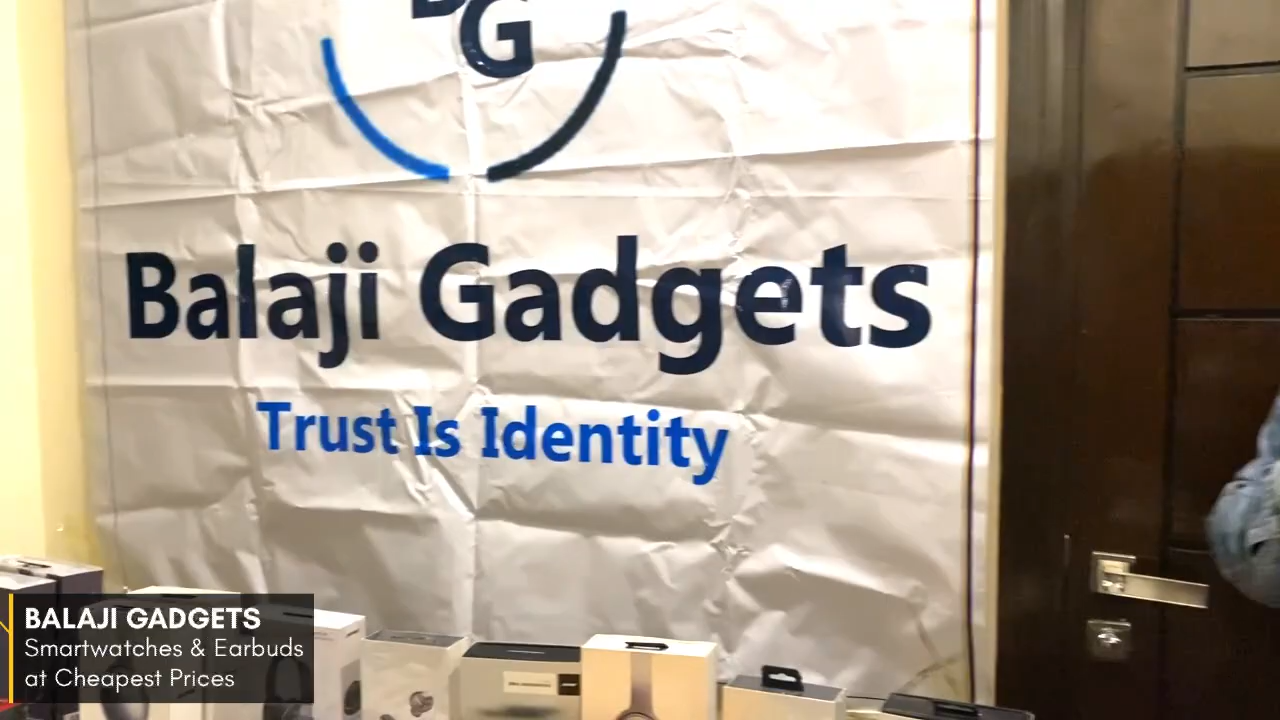 BG
Balaji Gadgets
Trust Is Identity
BALAJI GADGETS
Smartwatches & Earbuds
at Cheapest Prices